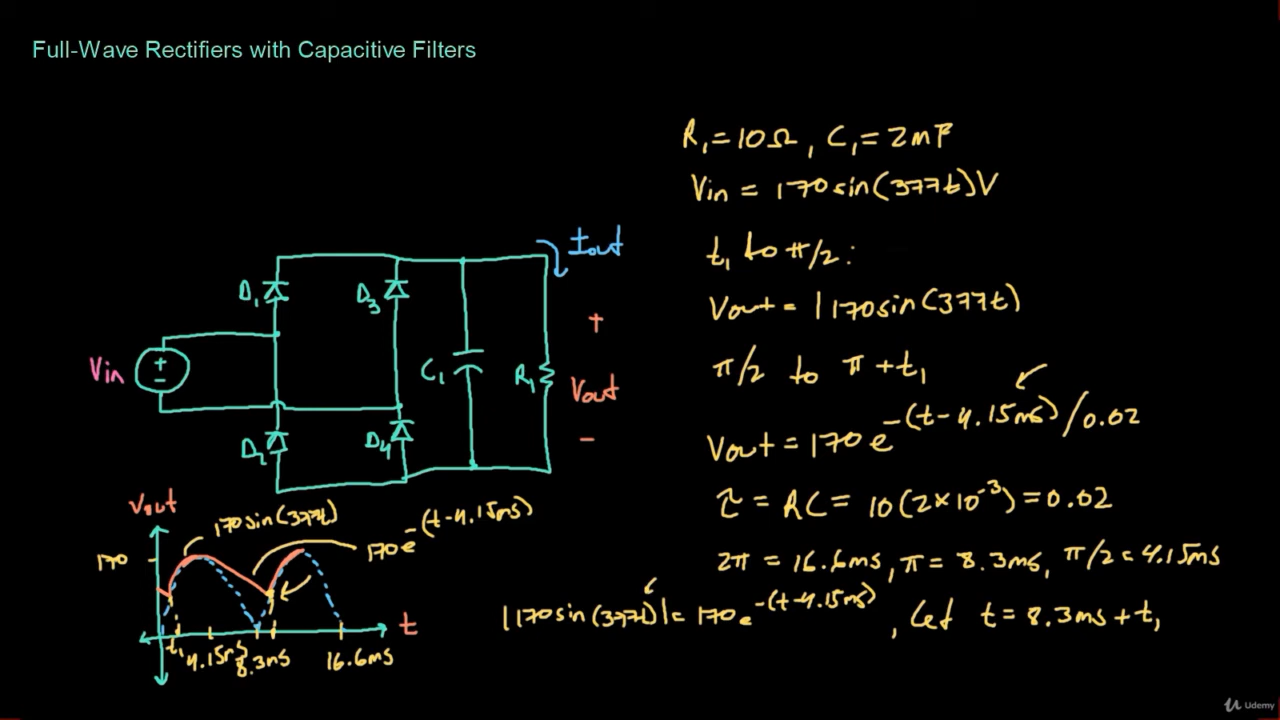 Full-Wave Rectifiers with Capacitive Filters
R₁ = 10Ω, C₁ = 2mF
Vin = 170sin(377t)V
t₁ to π/2:
Vout = |170sin(377t)
π/2 to π + t₁
Vout = 170e^-(t-4.15ms)/0.02
τ = RC = 10(2×10⁻³) = 0.02
2π = 16.6ms, π = 8.3ms, π/2 = 4.15ms
|170sin(377t)| = 170e^-(t-4.15ms), Let t = 8.3ms + t₁
Iout
D₁
D₃
+
Vin
+
-
C₁
R₁
Vout
D₂
D₄
-
Vout
170sin(377t)
170e^-(t-4.15ms)
170
t
t₁
4.15ms
8.3ms
16.6ms
Udemy